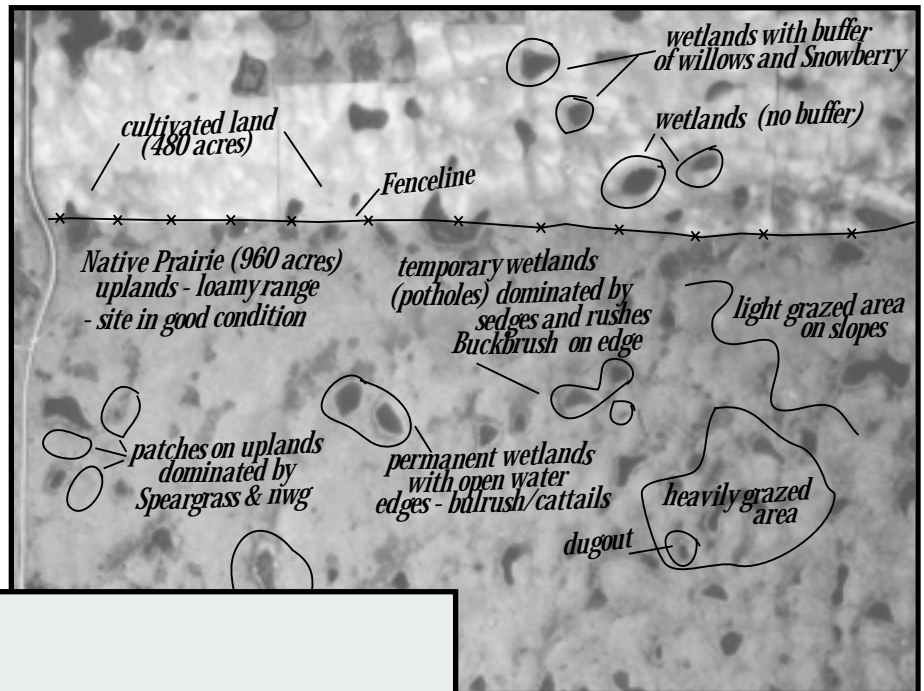 wetlands with buffer
of willows and Snowberry
cultivated land
(480 acres)
wetlands (no buffer)
Fenceline
Native Prairie (960 acres)
uplands - loamy range
- site in good condition
temporary wetlands
(potholes) dominated by
sedges and rushes
Buckbrush on edge
light grazed area
on slopes
patches on uplands
dominated by
Speargrass & nwg
permanent wetlands
with open water
edges - bulrush/cattails
heavily grazed
area
dugout